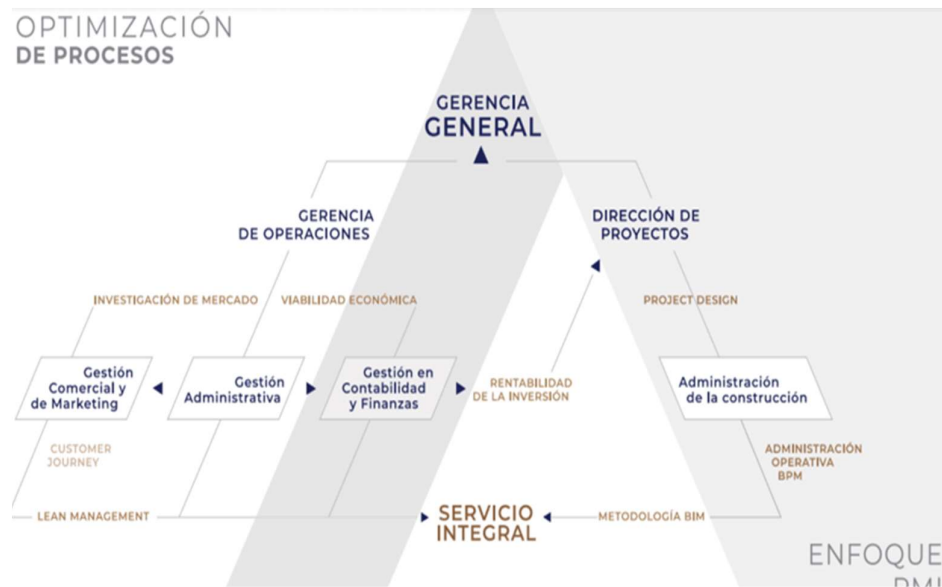 OPTIMIZACIÓN
DE PROCESOS
GERENCIA
GENERAL
GERENCIA
DE OPERACIONES
DIRECCIÓN DE
PROYECTOS
INVESTIGACIÓN DE MERCADO
VIABILIDAD ECONÓMICA
PROJECT DESIGN
Gestión
Comercial y
de Marketing
Gestión
Administrativa
Gestión en
Contabilidad
y Finanzas
RENTABILIDAD
DE LA INVERSIÓN
Administración
de la construcción
CUSTOMER
JOURNEY
ADMINISTRACIÓN
OPERATIVA
BPM
LEAN MANAGEMENT
SERVICIO
INTEGRAL
METODOLOGÍA BIM
ENFOQUE